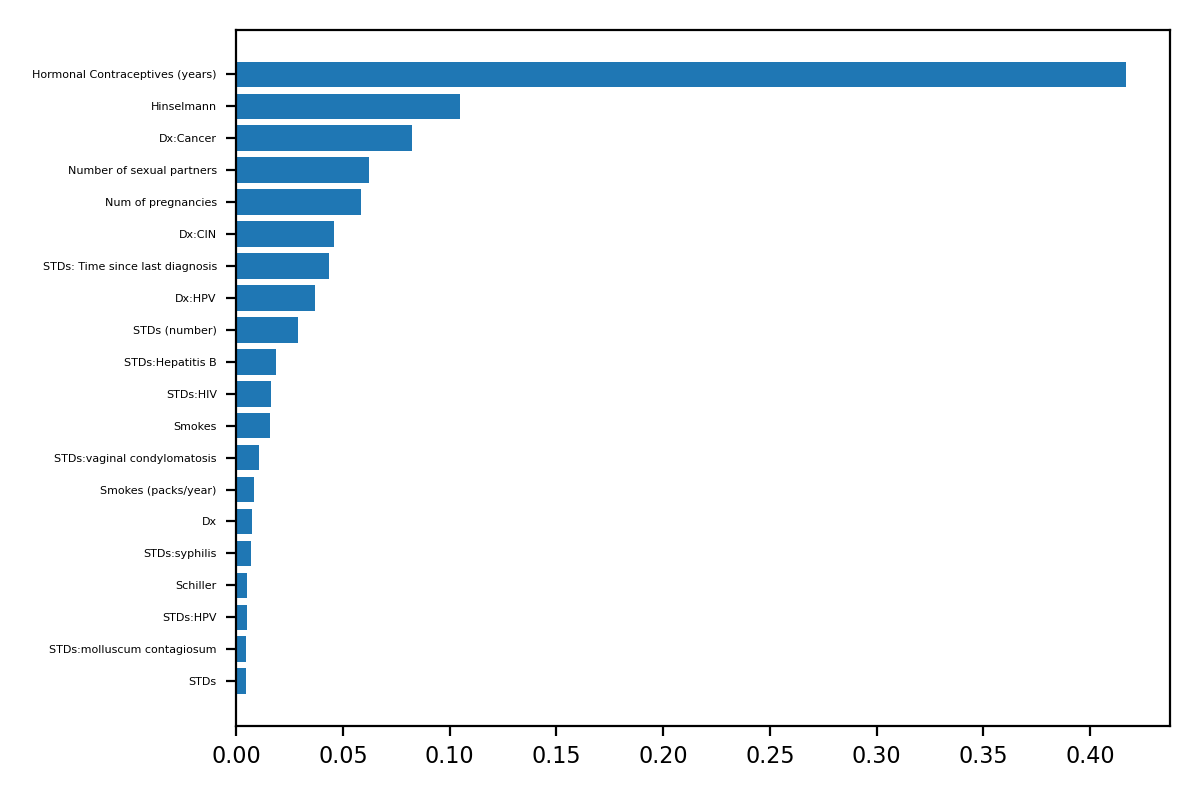 Hormonal Contraceptives (years)
Hinselmann
Dx:Cancer
Number of sexual partners
Num of pregnancies
Dx:CIN
STDs: Time since last diagnosis
Dx:HPV
STDs (number)
STDs:Hepatitis B
STDs:HIV
Smokes
STDs:vaginal condylomatosis
Smokes (packs/year)
Dx
STDs:syphilis
Schiller
STDs:HPV
STDs:molluscum contagiosum
STDs
0.00 0.05 0.10 0.15 0.20 0.25 0.30 0.35 0.40